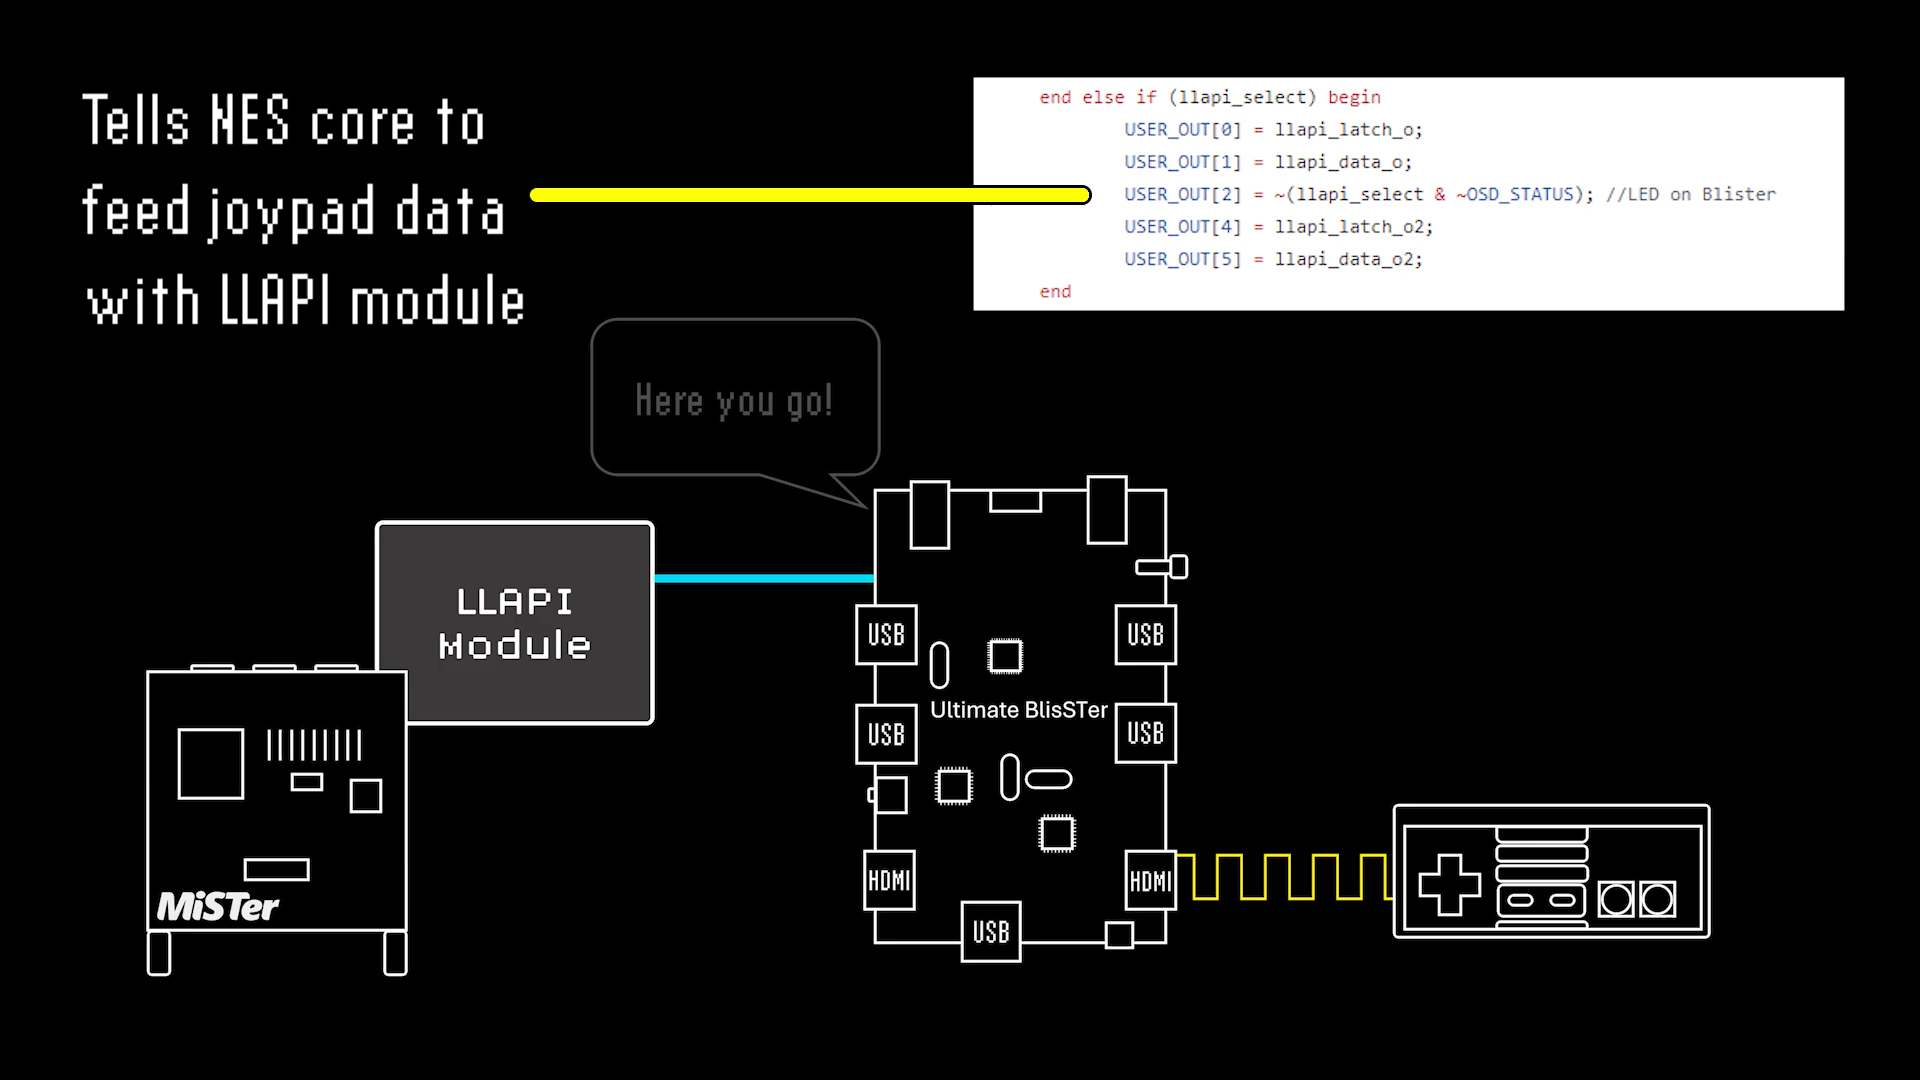 Tells NES core to
feed joypad data
with LLAPI module
end else if (llapi_select) begin
USER_OUT[0] = llapi_latch_o;
USER_OUT[1] = llapi_data_o;
USER_OUT[2] = ~(llapi_select & ~OSD_STATUS); //LED on Blister
USER_OUT[4] = llapi_latch_o2;
USER_OUT[5] = llapi_data_o2;
end
Here you go!
LLAPI
Module
MiSTer
USB
USB
Ultimate BlisSTer
USB
USB
HDMI
HDMI
USB